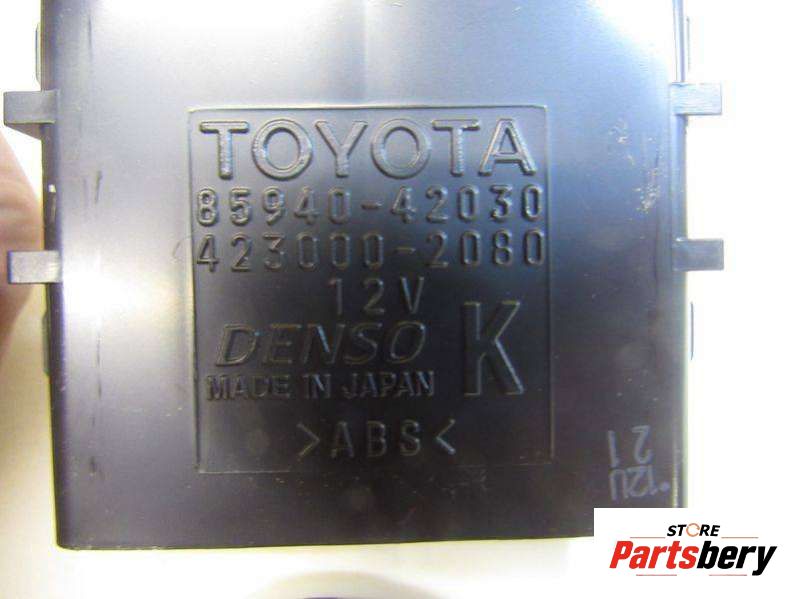 TOYOTA
85940-42030
423000-2080
12V
DENSO
MADE IN JAPAN
K
>ABS<
12U
21
STORE
Partsbery